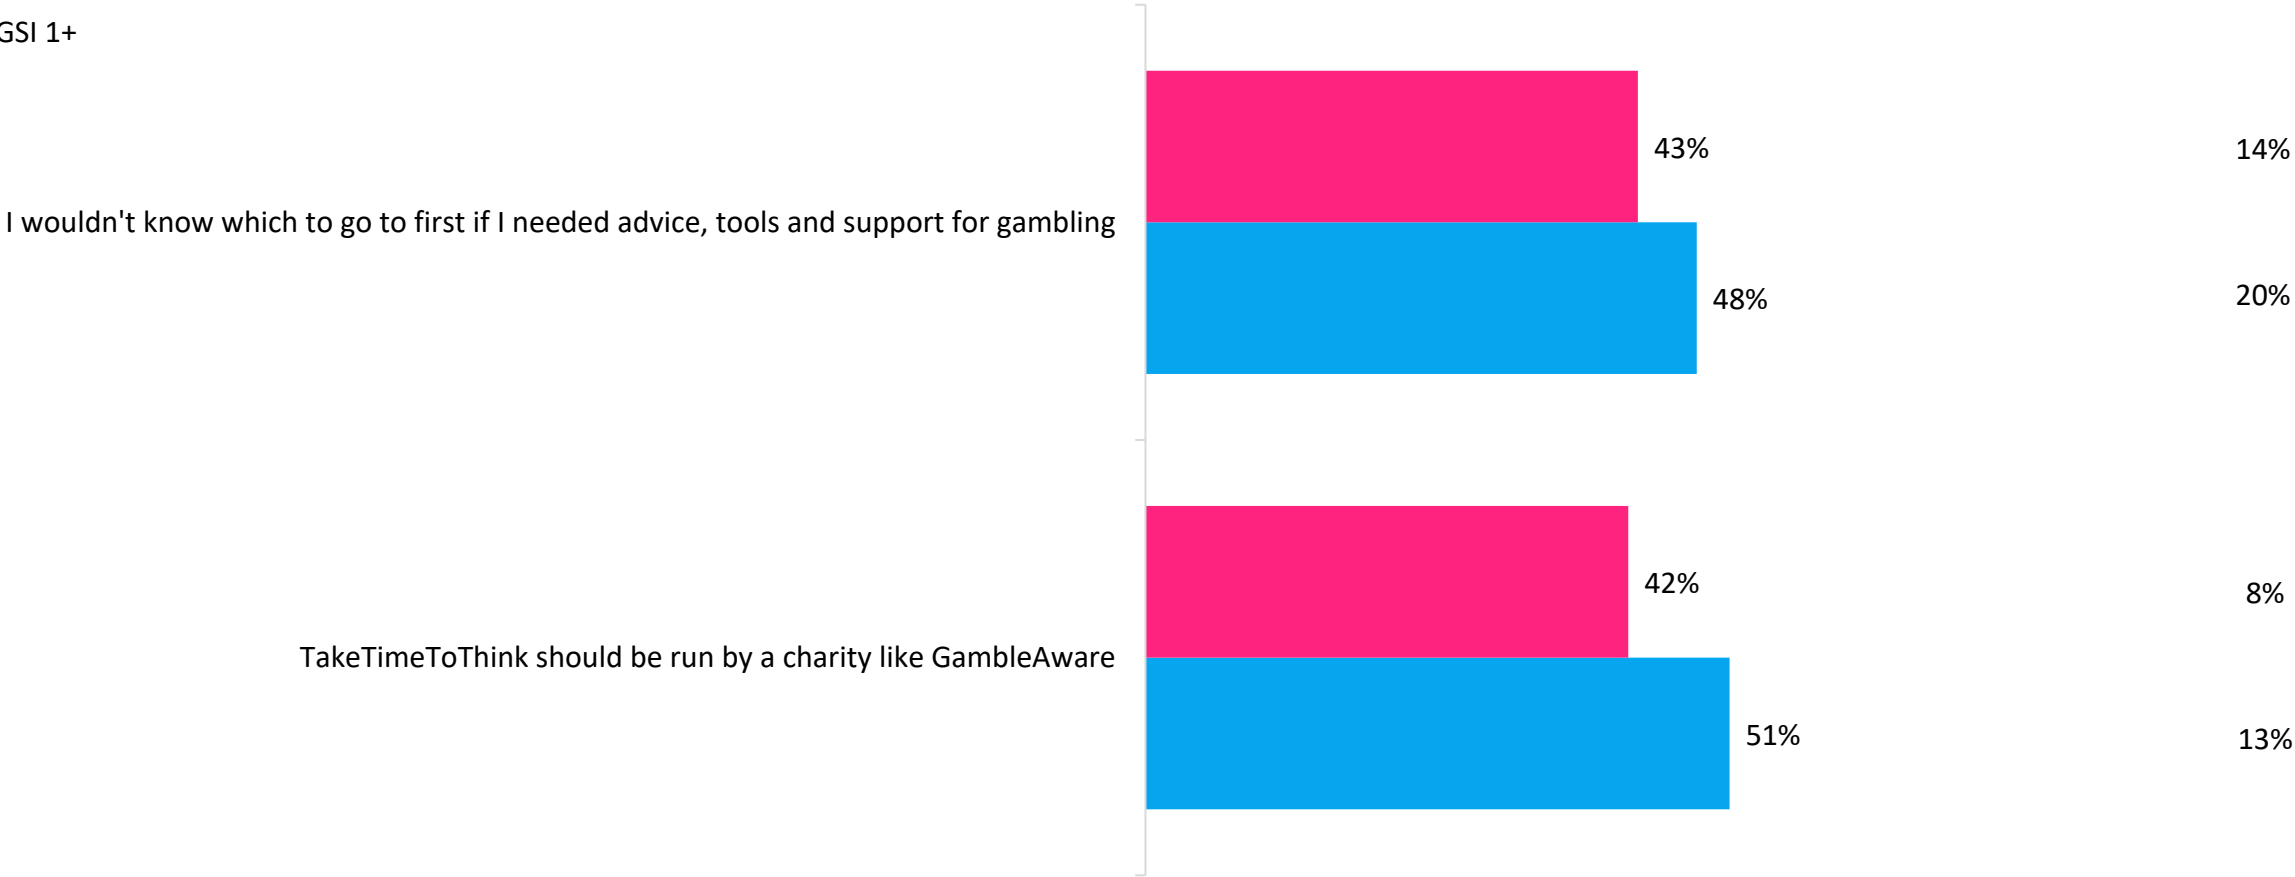 GSI 1+
43% 14%
I wouldn't know which to go to first if I needed advice, tools and support for gambling
48% 20%
42% 8%
TakeTimeToThink should be run by a charity like GambleAware
51% 13%